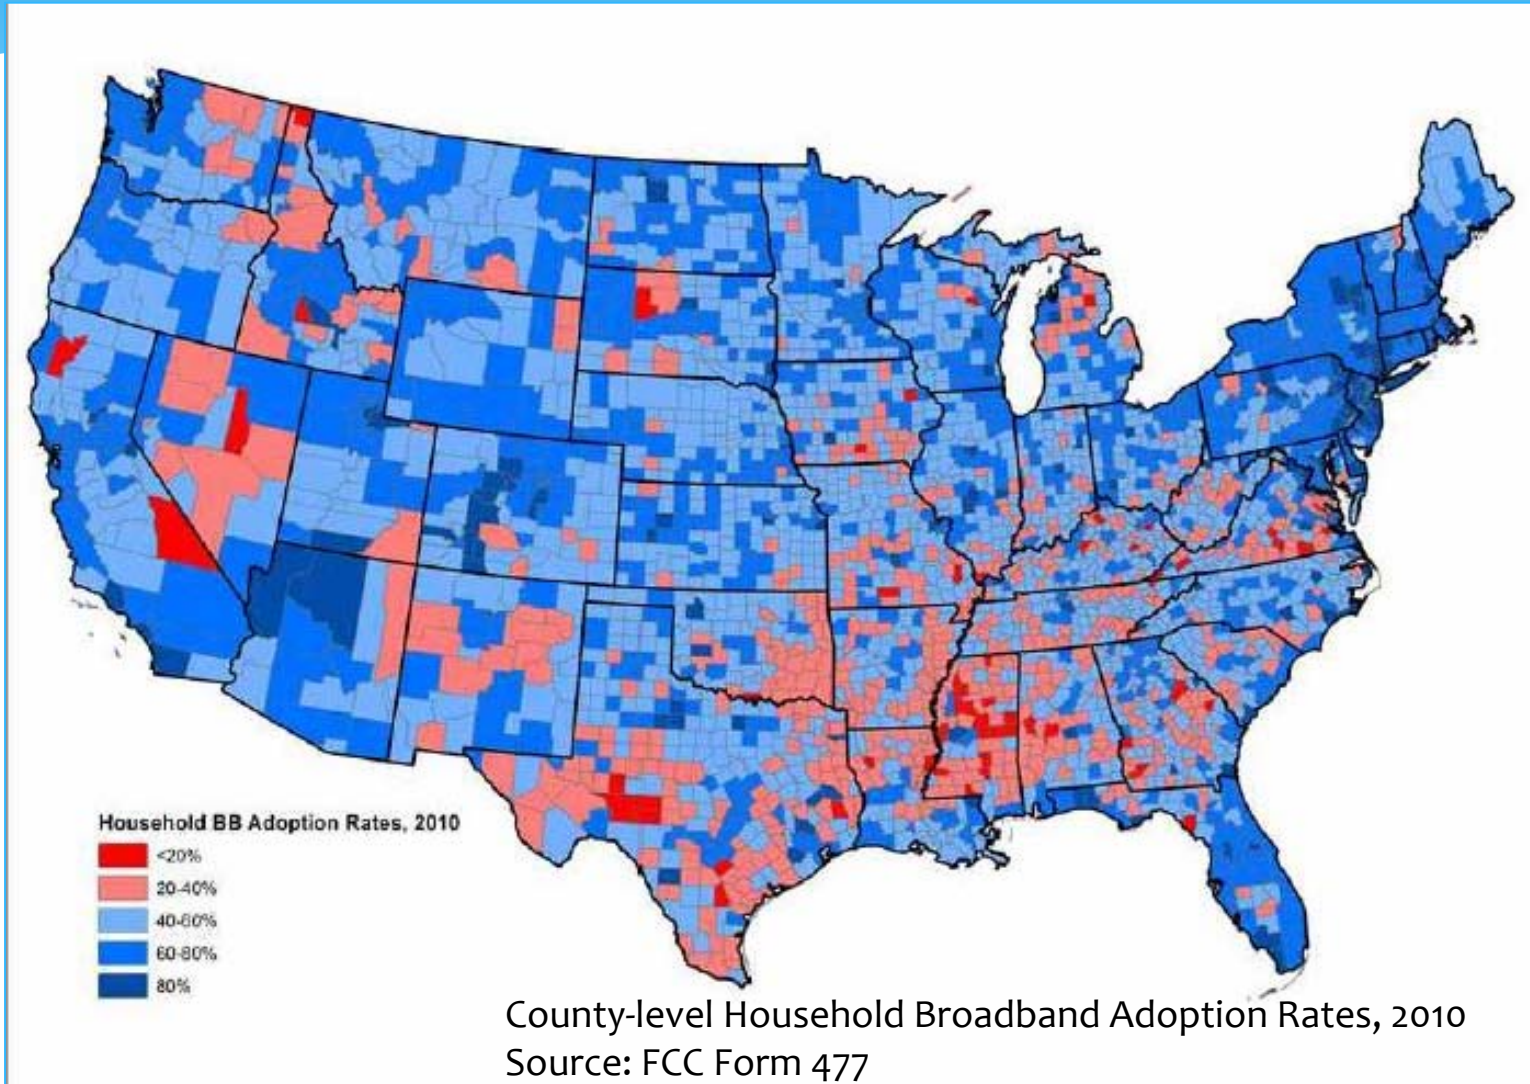 Household BB Adoption Rates, 2010
<20%
20-40%
40-60%
60-80%
80%
County-level Household Broadband Adoption Rates, 2010
Source: FCC Form 477